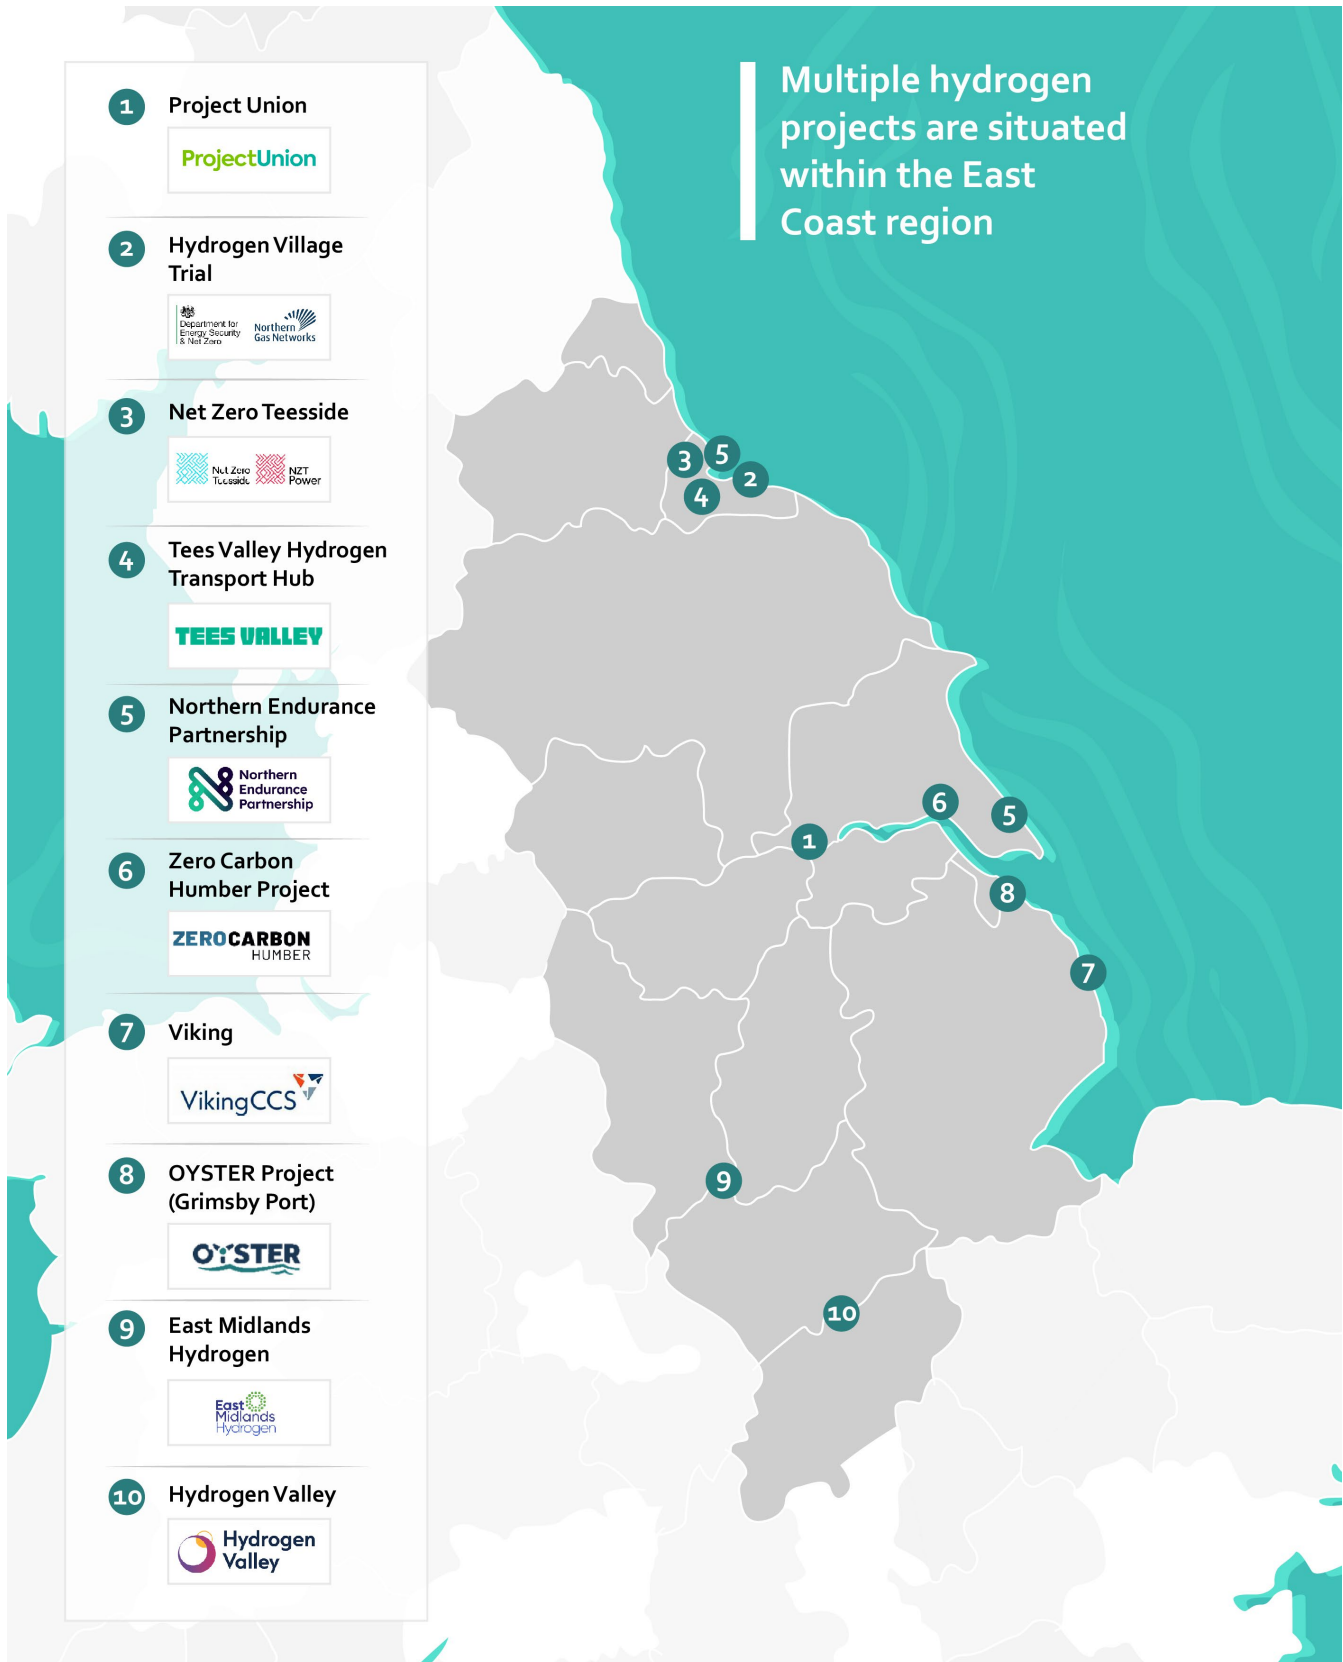 Multiple hydrogen
projects are situated
within the East
Coast region
1
Project Union
ProjectUnion
2
Hydrogen Village
Trial
Department for
Energy Security
& Net Zero
Northern
Gas Networks
3
Net Zero Teesside
Net Zero
Teesside
NZT
Power
4
Tees Valley Hydrogen
Transport Hub
TEES VALLEY
5
Northern Endurance
Partnership
Northern
Endurance
Partnership
6
Zero Carbon
Humber Project
ZEROCARBON
HUMBER
7
Viking
VikingCCS
8
OYSTER Project
(Grimsby Port)
OYSTER
9
East Midlands
Hydrogen
East
Midlands
Hydrogen
10
Hydrogen Valley
Hydrogen
Valley
3
5
2
4
6
5
1
8
7
9
10